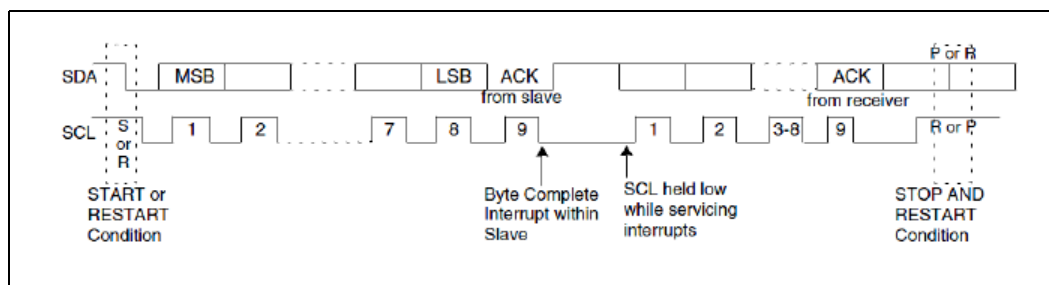 P or R
SDA MSB LSB ACK ACK
from slave from receiver
SCL S or R 1 2 7 8 9 1 2 3-8 9 R or P
START or
RESTART
Condition
Byte Complete
Interrupt within
Slave
SCL held low
while servicing
interrupts
STOP AND
RESTART
Condition